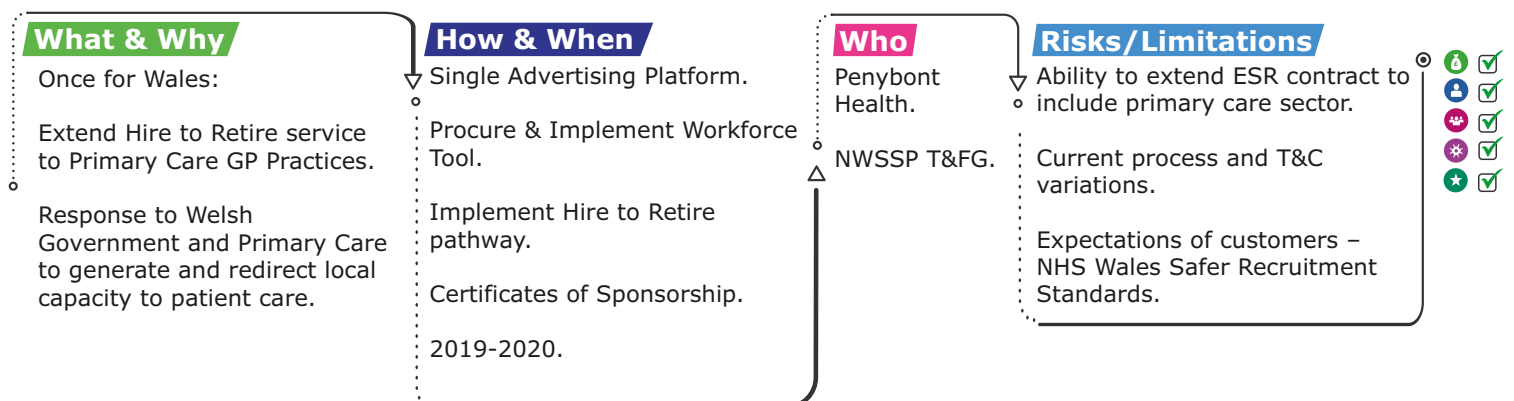 What & Why
Once for Wales:
Extend Hire to Retire service
to Primary Care GP Practices.
Response to Welsh
Government and Primary Care
to generate and redirect local
capacity to patient care.
How & When
Single Advertising Platform.
Procure & Implement Workforce
Tool.
Implement Hire to Retire
pathway.
Certificates of Sponsorship.
2019-2020.
Who
Penybont
Health.
NWSSP T&FG.
Risks/Limitations
Ability to extend ESR contract to
include primary care sector.
Current process and T&C
variations.
Expectations of customers –
NHS Wales Safer Recruitment
Standards.